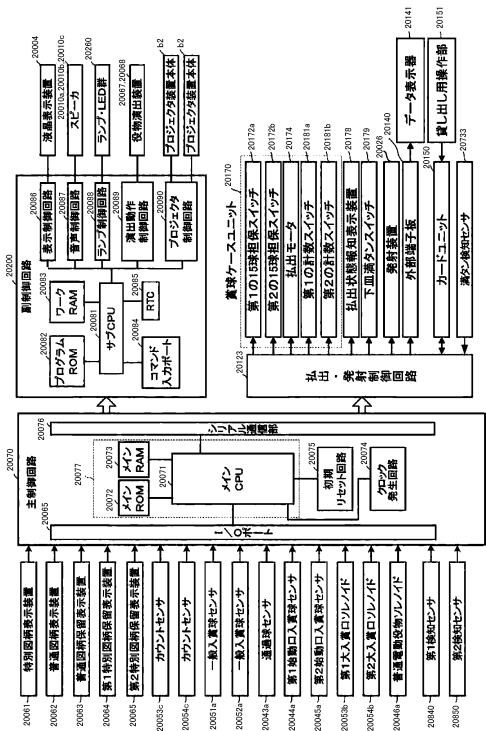 20070
主制御回路
20065
I／Oポート
20077
20072
メイン
ROM
20073
メイン
RAM
20071
メイン
CPU
20076
シリアル通信部
20075
初期
リセット回路
20074
クロック
発生回路
20061
特別図柄表示装置
20062
普通図柄表示装置
20063
普通図柄保留表示装置
20064
第1特別図柄保留表示装置
20065
第2特別図柄保留表示装置
20053c
カウントセンサ
20054c
カウントセンサ
20051a
一般入賞球センサ
20052a
一般入賞球センサ
20043a
通過球センサ
20044a
第1始動口入賞球センサ
20045a
第2始動口入賞球センサ
20053b
第1大入賞口ソレノイド
20054b
第2大入賞口ソレノイド
20046a
普通電動役物ソレノイド
20840
第1検知センサ
20850
第2検知センサ
20200
副制御回路
20082
プログラム
ROM
20083
ワーク
RAM
20081
サブCPU
20084
コマンド
入力ポート
20085
RTC
20086
表示制御回路
20087
音声制御回路
20088
ランプ制御回路
20089
演出動作
制御回路
20090
プロジェクタ
制御回路
20004
液晶表示装置
20010a,20010b,20010c
スピーカ
20280
ランプ・LED群
20067,20068
役物演出装置
b2
プロジェクタ装置本体
b2
プロジェクタ装置本体
20123
払出・発射制御回路
20170
賞球ケースユニット
20172a
第1の15球担保スイッチ
20172b
第2の15球担保スイッチ
20174
払出モータ
20181a
第1の計数スイッチ
20181b
第2の計数スイッチ
20178
払出状態報知表示装置
20179
下皿満タンスイッチ
20026
発射装置
20140
外部端子板
20150
カードユニット
20733
満タン検知センサ
20141
データ表示器
20151
貸し出し用操作部